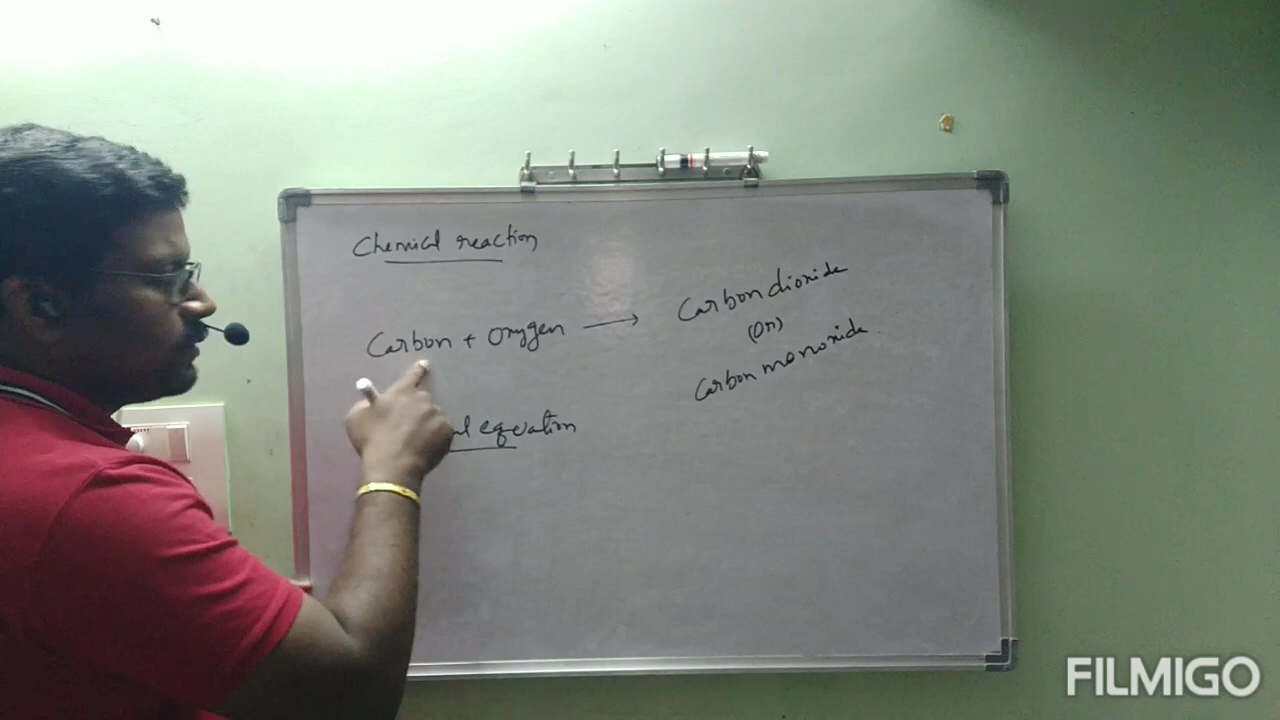 Chemical reaction
Carbon + Oxygen → Carbon dioxide
(or)
Carbon monoxide
equation
FILMIGO